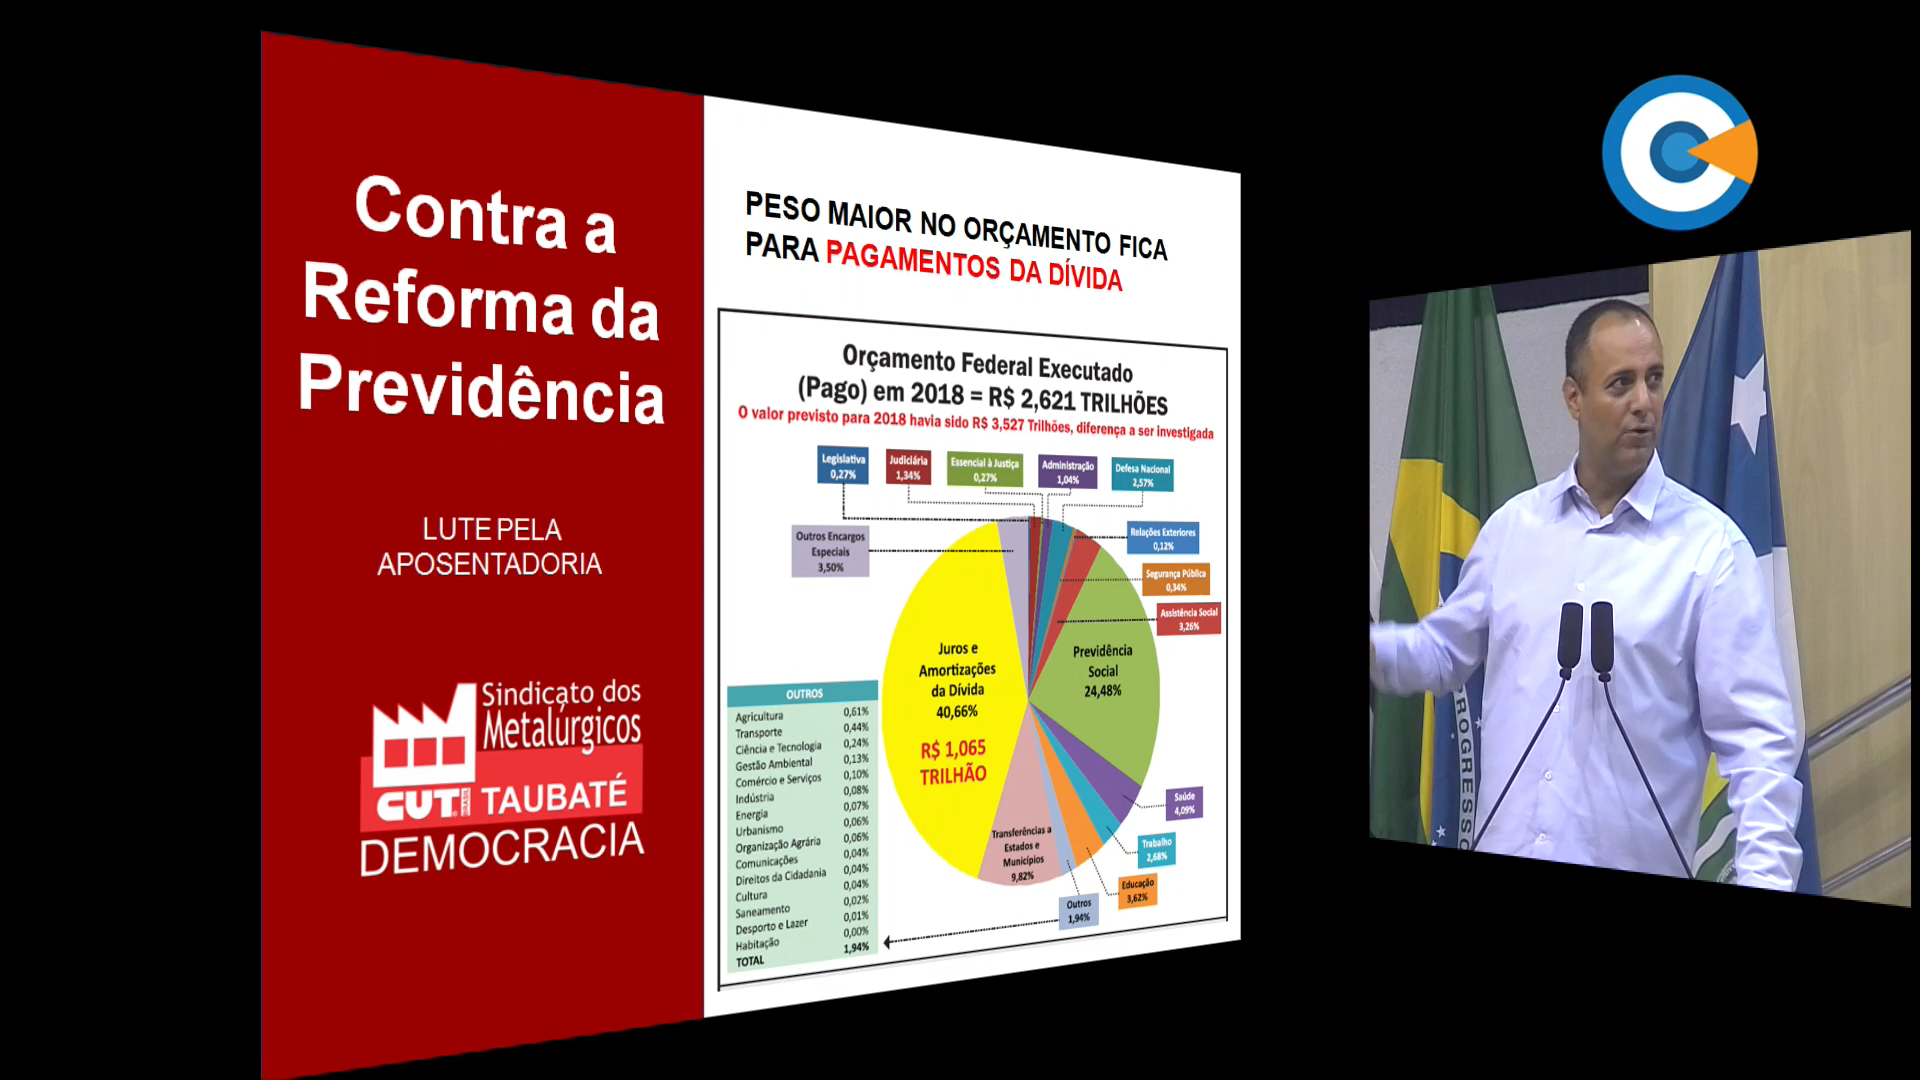 Contra a
Reforma da
Previdência
LUTE PELA
APOSENTADORIA
Sindicato dos
Metalúrgicos
CUT BRASIL TAUBATÉ
DEMOCRACIA
PESO MAIOR NO ORÇAMENTO FICA
PARA PAGAMENTOS DA DÍVIDA
Orçamento Federal Executado
(Pago) em 2018 = R$ 2,621 TRILHÕES
O valor previsto para 2018 havia sido R$ 3,527 Trilhões, diferença a ser investigada
Legislativa
0,27%
Judiciária
1,34%
Essencial à Justiça
0,27%
Administração
1,04%
Defesa Nacional
2,57%
Relações Exteriores
0,12%
Segurança Pública
0,34%
Assistência Social
3,26%
Outros Encargos
Especiais
3,50%
Previdência
Social
24,48%
Juros e
Amortizações
da Dívida
40,66%
R$ 1,065
TRILHÃO
Saúde
4,09%
Trabalho
2,68%
Educação
3,62%
Outros
1,94%
Transferências a
Estados e
Municípios
9,82%
OUTROS
Agricultura 0,61%
Transporte 0,44%
Ciência e Tecnologia 0,24%
Gestão Ambiental 0,13%
Comércio e Serviços 0,10%
Indústria 0,08%
Energia 0,07%
Urbanismo 0,06%
Organização Agrária 0,06%
Comunicações 0,04%
Direitos da Cidadania 0,04%
Cultura 0,04%
Saneamento 0,02%
Desporto e Lazer 0,01%
Habitação 0,00%
TOTAL 1,94%
PROGRESSO